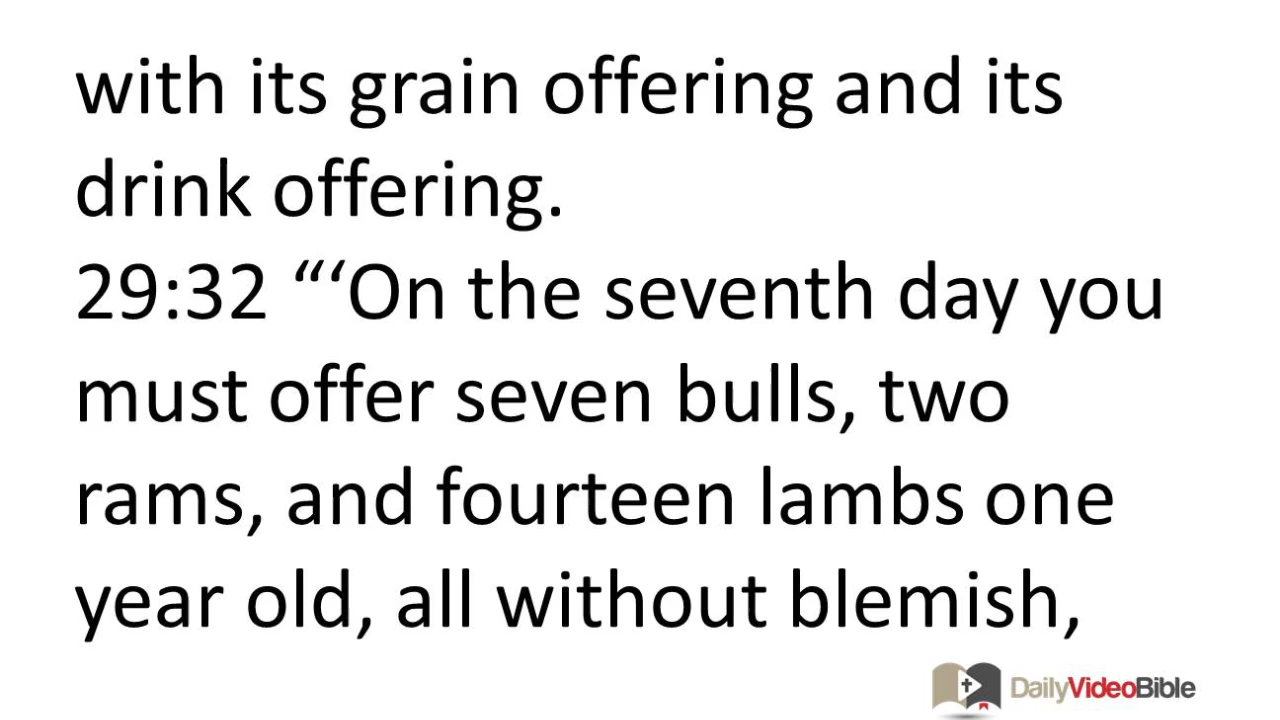 with its grain offering and its
drink offering.
29:32 “‘On the seventh day you
must offer seven bulls, two
rams, and fourteen lambs one
year old, all without blemish,
DailyVideoBible